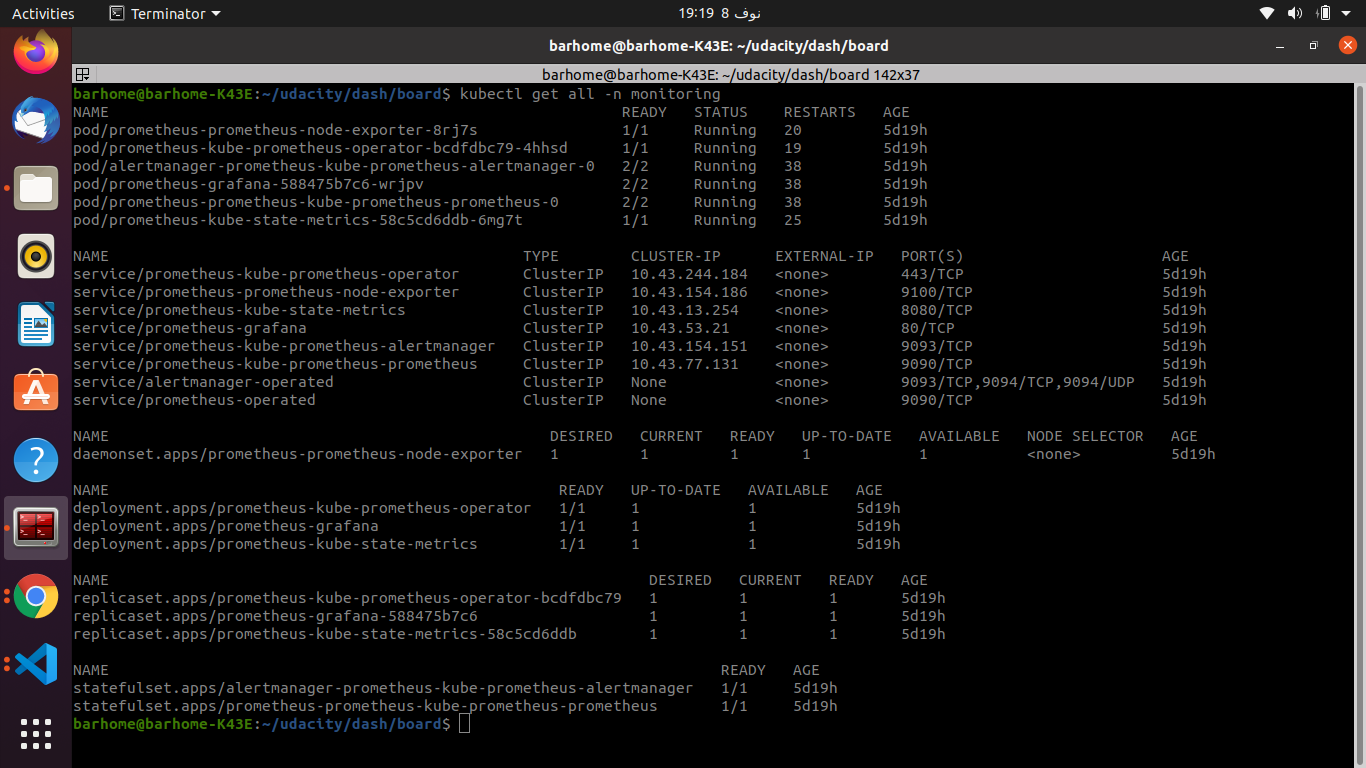 Activities Terminator 19:19 8 نوف
barhome@barhome-K43E: ~/udacity/dash/board
barhome@barhome-K43E: ~/udacity/dash/board 142x37
barhome@barhome-K43E:~/udacity/dash/board$ kubectl get all -n monitoring
NAME READY STATUS RESTARTS AGE
pod/prometheus-prometheus-node-exporter-8rj7s 1/1 Running 20 5d19h
pod/prometheus-kube-prometheus-operator-bcdfdbc79-4hhsd 1/1 Running 19 5d19h
pod/alertmanager-prometheus-kube-prometheus-alertmanager-0 2/2 Running 38 5d19h
pod/prometheus-grafana-588475b7c6-wrjpv 2/2 Running 38 5d19h
pod/prometheus-prometheus-kube-prometheus-prometheus-0 2/2 Running 38 5d19h
pod/prometheus-kube-state-metrics-58c5cd6ddb-6mg7t 1/1 Running 25 5d19h
NAME TYPE CLUSTER-IP EXTERNAL-IP PORT(S) AGE
service/prometheus-kube-prometheus-operator ClusterIP 10.43.244.184 <none> 443/TCP 5d19h
service/prometheus-prometheus-node-exporter ClusterIP 10.43.154.186 <none> 9100/TCP 5d19h
service/prometheus-kube-state-metrics ClusterIP 10.43.13.254 <none> 8080/TCP 5d19h
service/prometheus-grafana ClusterIP 10.43.53.21 <none> 80/TCP 5d19h
service/prometheus-kube-prometheus-alertmanager ClusterIP 10.43.154.151 <none> 9093/TCP 5d19h
service/prometheus-kube-prometheus-prometheus ClusterIP 10.43.77.131 <none> 9090/TCP 5d19h
service/alertmanager-operated ClusterIP None <none> 9093/TCP,9094/TCP,9094/UDP 5d19h
service/prometheus-operated ClusterIP None <none> 9090/TCP 5d19h
NAME DESIRED CURRENT READY UP-TO-DATE AVAILABLE NODE SELECTOR AGE
daemonset.apps/prometheus-prometheus-node-exporter 1 1 1 1 1 <none> 5d19h
NAME READY UP-TO-DATE AVAILABLE AGE
deployment.apps/prometheus-kube-prometheus-operator 1/1 1 1 5d19h
deployment.apps/prometheus-grafana 1/1 1 1 5d19h
deployment.apps/prometheus-kube-state-metrics 1/1 1 1 5d19h
NAME DESIRED CURRENT READY AGE
replicaset.apps/prometheus-kube-prometheus-operator-bcdfdbc79 1 1 1 5d19h
replicaset.apps/prometheus-grafana-588475b7c6 1 1 1 5d19h
replicaset.apps/prometheus-kube-state-metrics-58c5cd6ddb 1 1 1 5d19h
NAME READY AGE
statefulset.apps/alertmanager-prometheus-kube-prometheus-alertmanager 1/1 5d19h
statefulset.apps/prometheus-prometheus-kube-prometheus-prometheus 1/1 5d19h
barhome@barhome-K43E:~/udacity/dash/board$